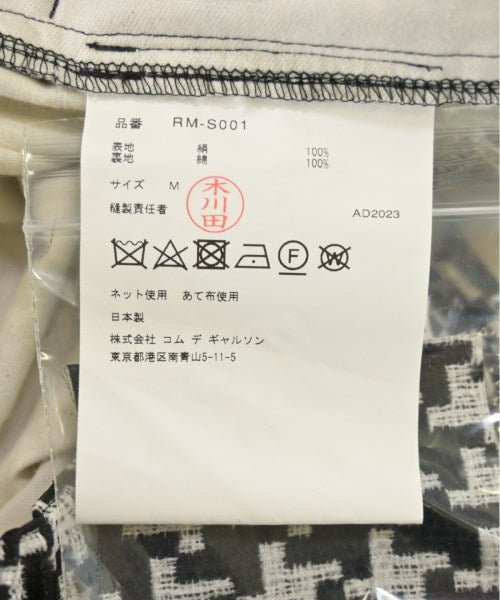 品番 RM-S001
表地 絹 100%
裏地 綿 100%
サイズ M
縫製責任者 木川田 AD2023
F W
ネット使用 あて布使用
日本製
株式会社 コム デ ギャルソン
東京都港区南青山5-11-5